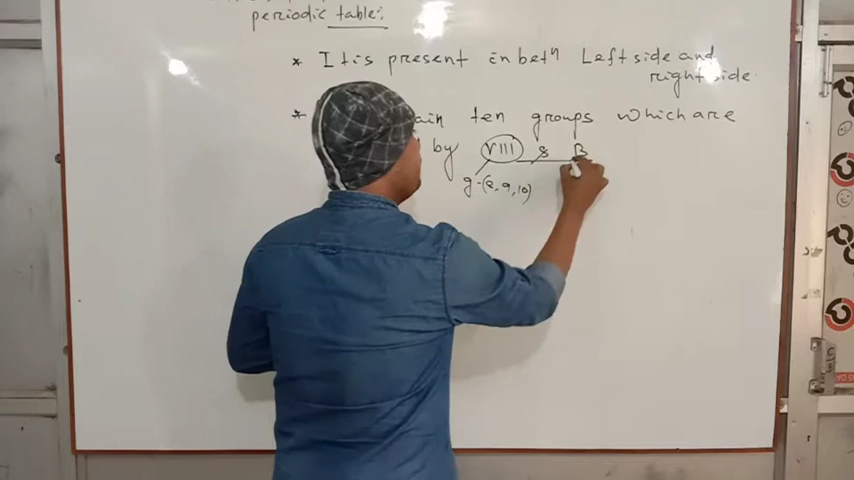 periodic table.
* It is present in betⁿ Left side and
Right side.
* ain ten groups which are
by VIII & B
g-(8, 9, 10)